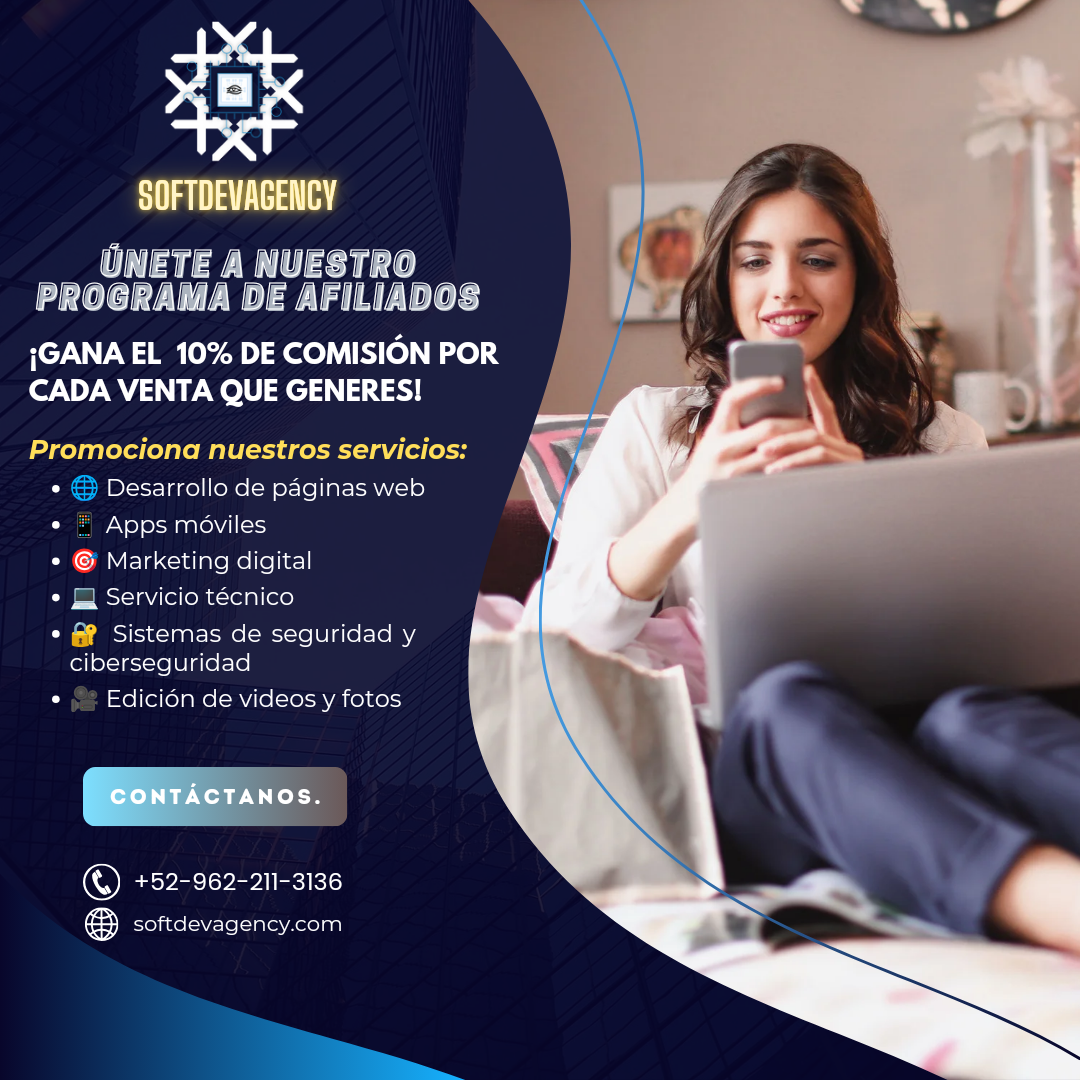 SOFTDEVAGENCY
ÚNETE A NUESTRO
PROGRAMA DE AFILIADOS
¡GANA EL 10% DE COMISIÓN POR
CADA VENTA QUE GENERES!
Promociona nuestros servicios:
• 🌐 Desarrollo de páginas web
• 📱 Apps móviles
• 🎯 Marketing digital
• 💻 Servicio técnico
• 🔐 Sistemas de seguridad y
ciberseguridad
• 🎥 Edición de videos y fotos
CONTÁCTANOS.
+52-962-211-3136
softdevagency.com